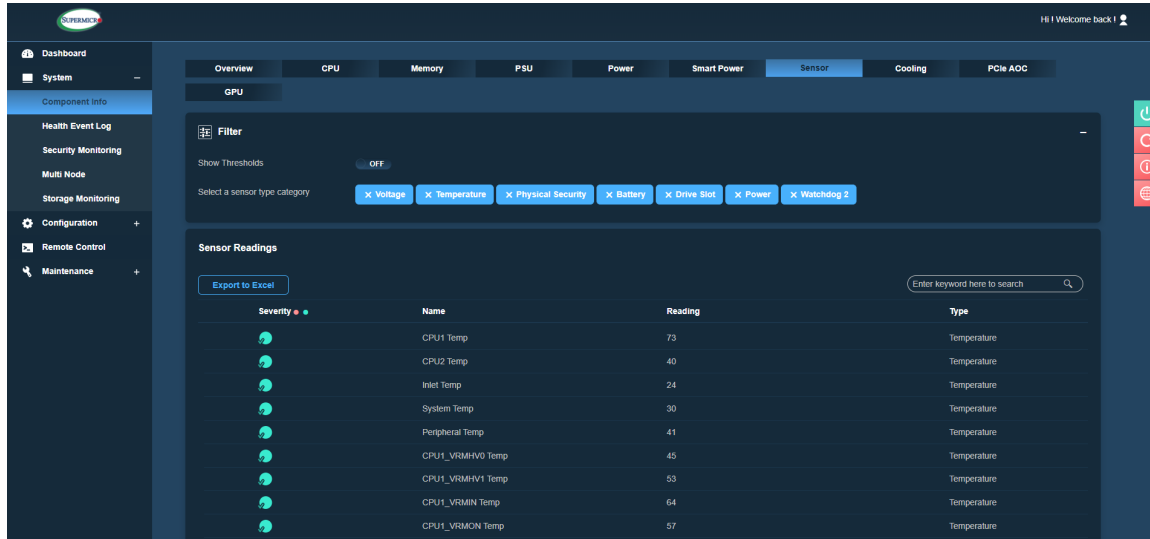 SUPERMICR
Hi ! Welcome back !
Dashboard
System –
Component Info
Health Event Log
Security Monitoring
Multi Node
Storage Monitoring
Configuration +
Remote Control
Maintenance +
Overview CPU Memory PSU Power Smart Power Sensor Cooling PCIe AOC
GPU
Filter –
Show Thresholds OFF
Select a sensor type category × Voltage × Temperature × Physical Security × Battery × Drive Slot × Power × Watchdog 2
Sensor Readings
Export to Excel Enter keyword here to search
Severity Name Reading Type
CPU1 Temp 73 Temperature
CPU2 Temp 40 Temperature
Inlet Temp 24 Temperature
System Temp 30 Temperature
Peripheral Temp 41 Temperature
CPU1_VRMHV0 Temp 45 Temperature
CPU1_VRMHV1 Temp 53 Temperature
CPU1_VRMIN Temp 64 Temperature
CPU1_VRMON Temp 57 Temperature